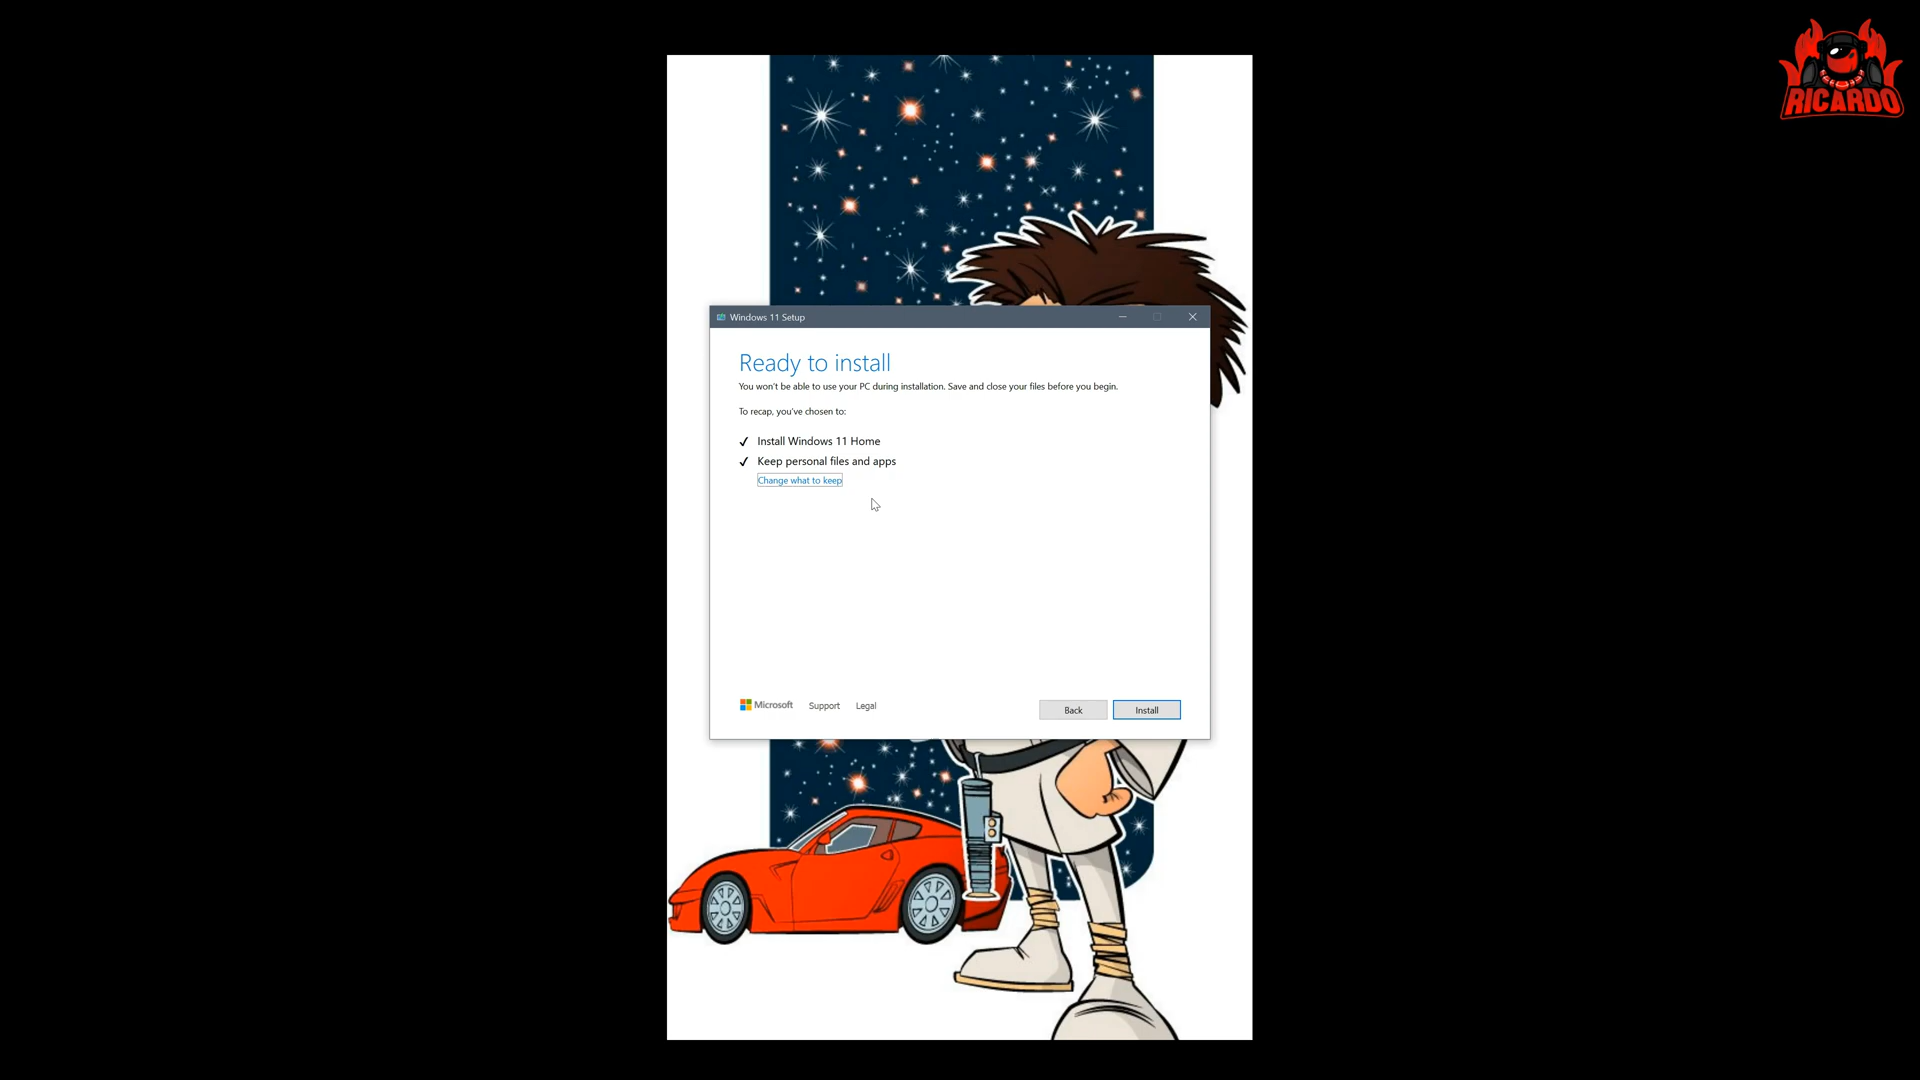 RICARDO
Windows 11 Setup
Ready to install
You won't be able to use your PC during installation. Save and close your files before you begin.
To recap, you've chosen to:
✓ Install Windows 11 Home
✓ Keep personal files and apps
Change what to keep
Microsoft Support Legal
Back Install